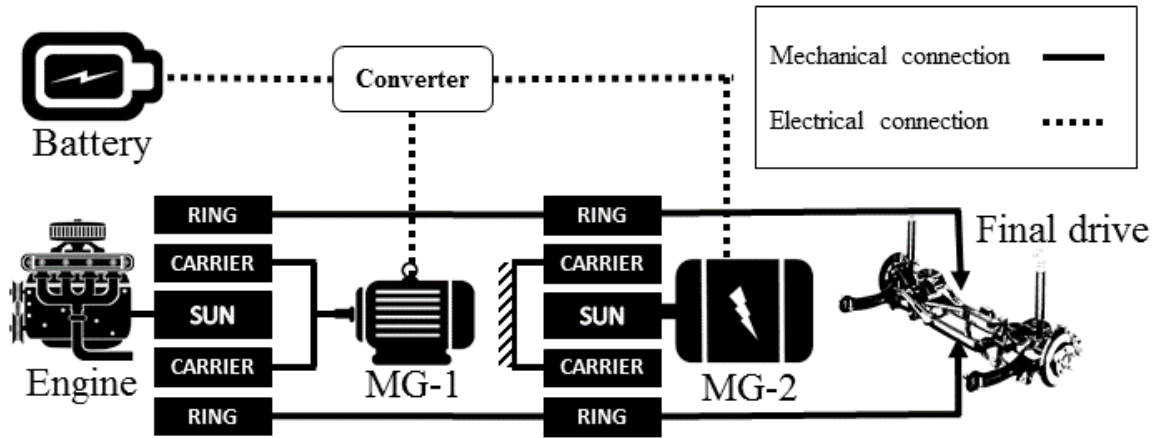 Converter
Mechanical connection
Electrical connection
Battery
RING
RING
CARRIER
CARRIER
Final drive
SUN
SUN
CARRIER
CARRIER
Engine
MG-1
MG-2
RING
RING